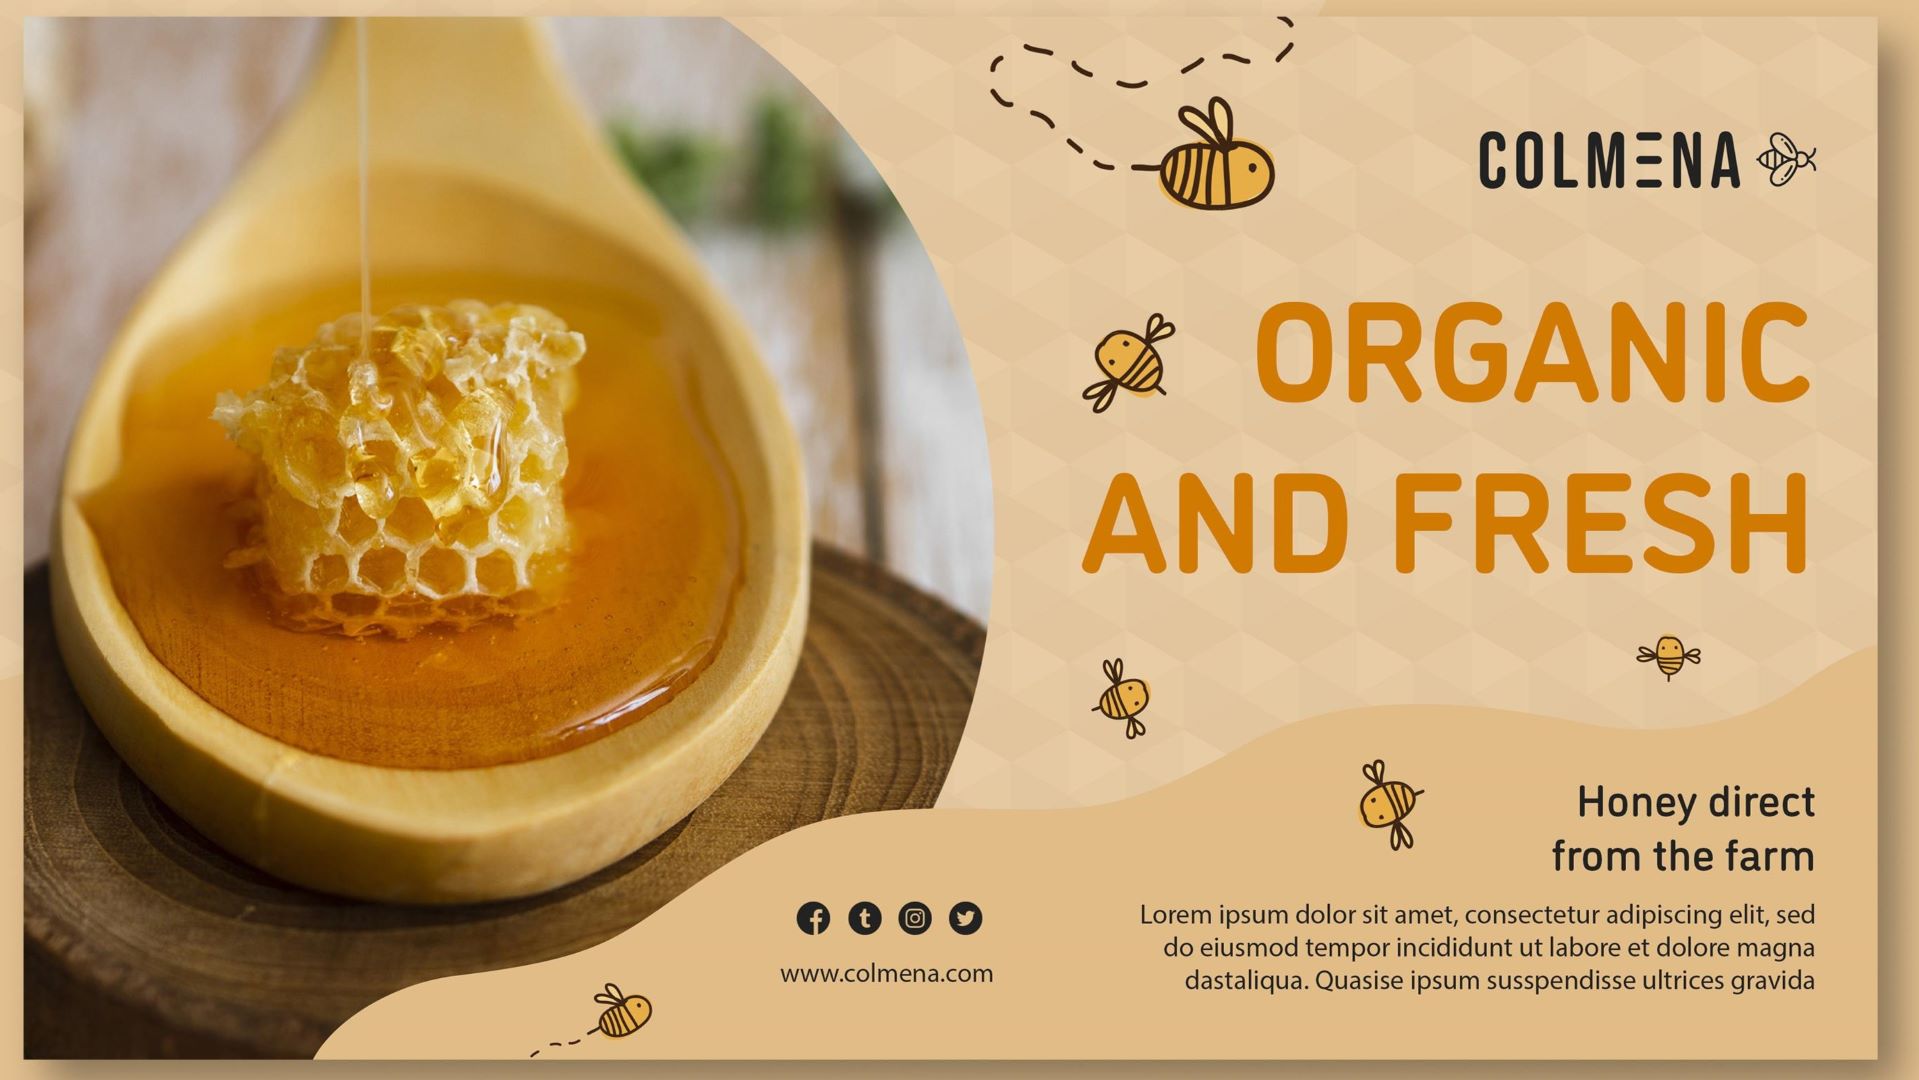 COLMENA
ORGANIC
AND FRESH
Honey direct
from the farm
Lorem ipsum dolor sit amet, consectetur adipiscing elit, sed
do eiusmod tempor incididunt ut labore et dolore magna
dastaliqua. Quasise ipsum susspendisse ultrices gravida
www.colmena.com